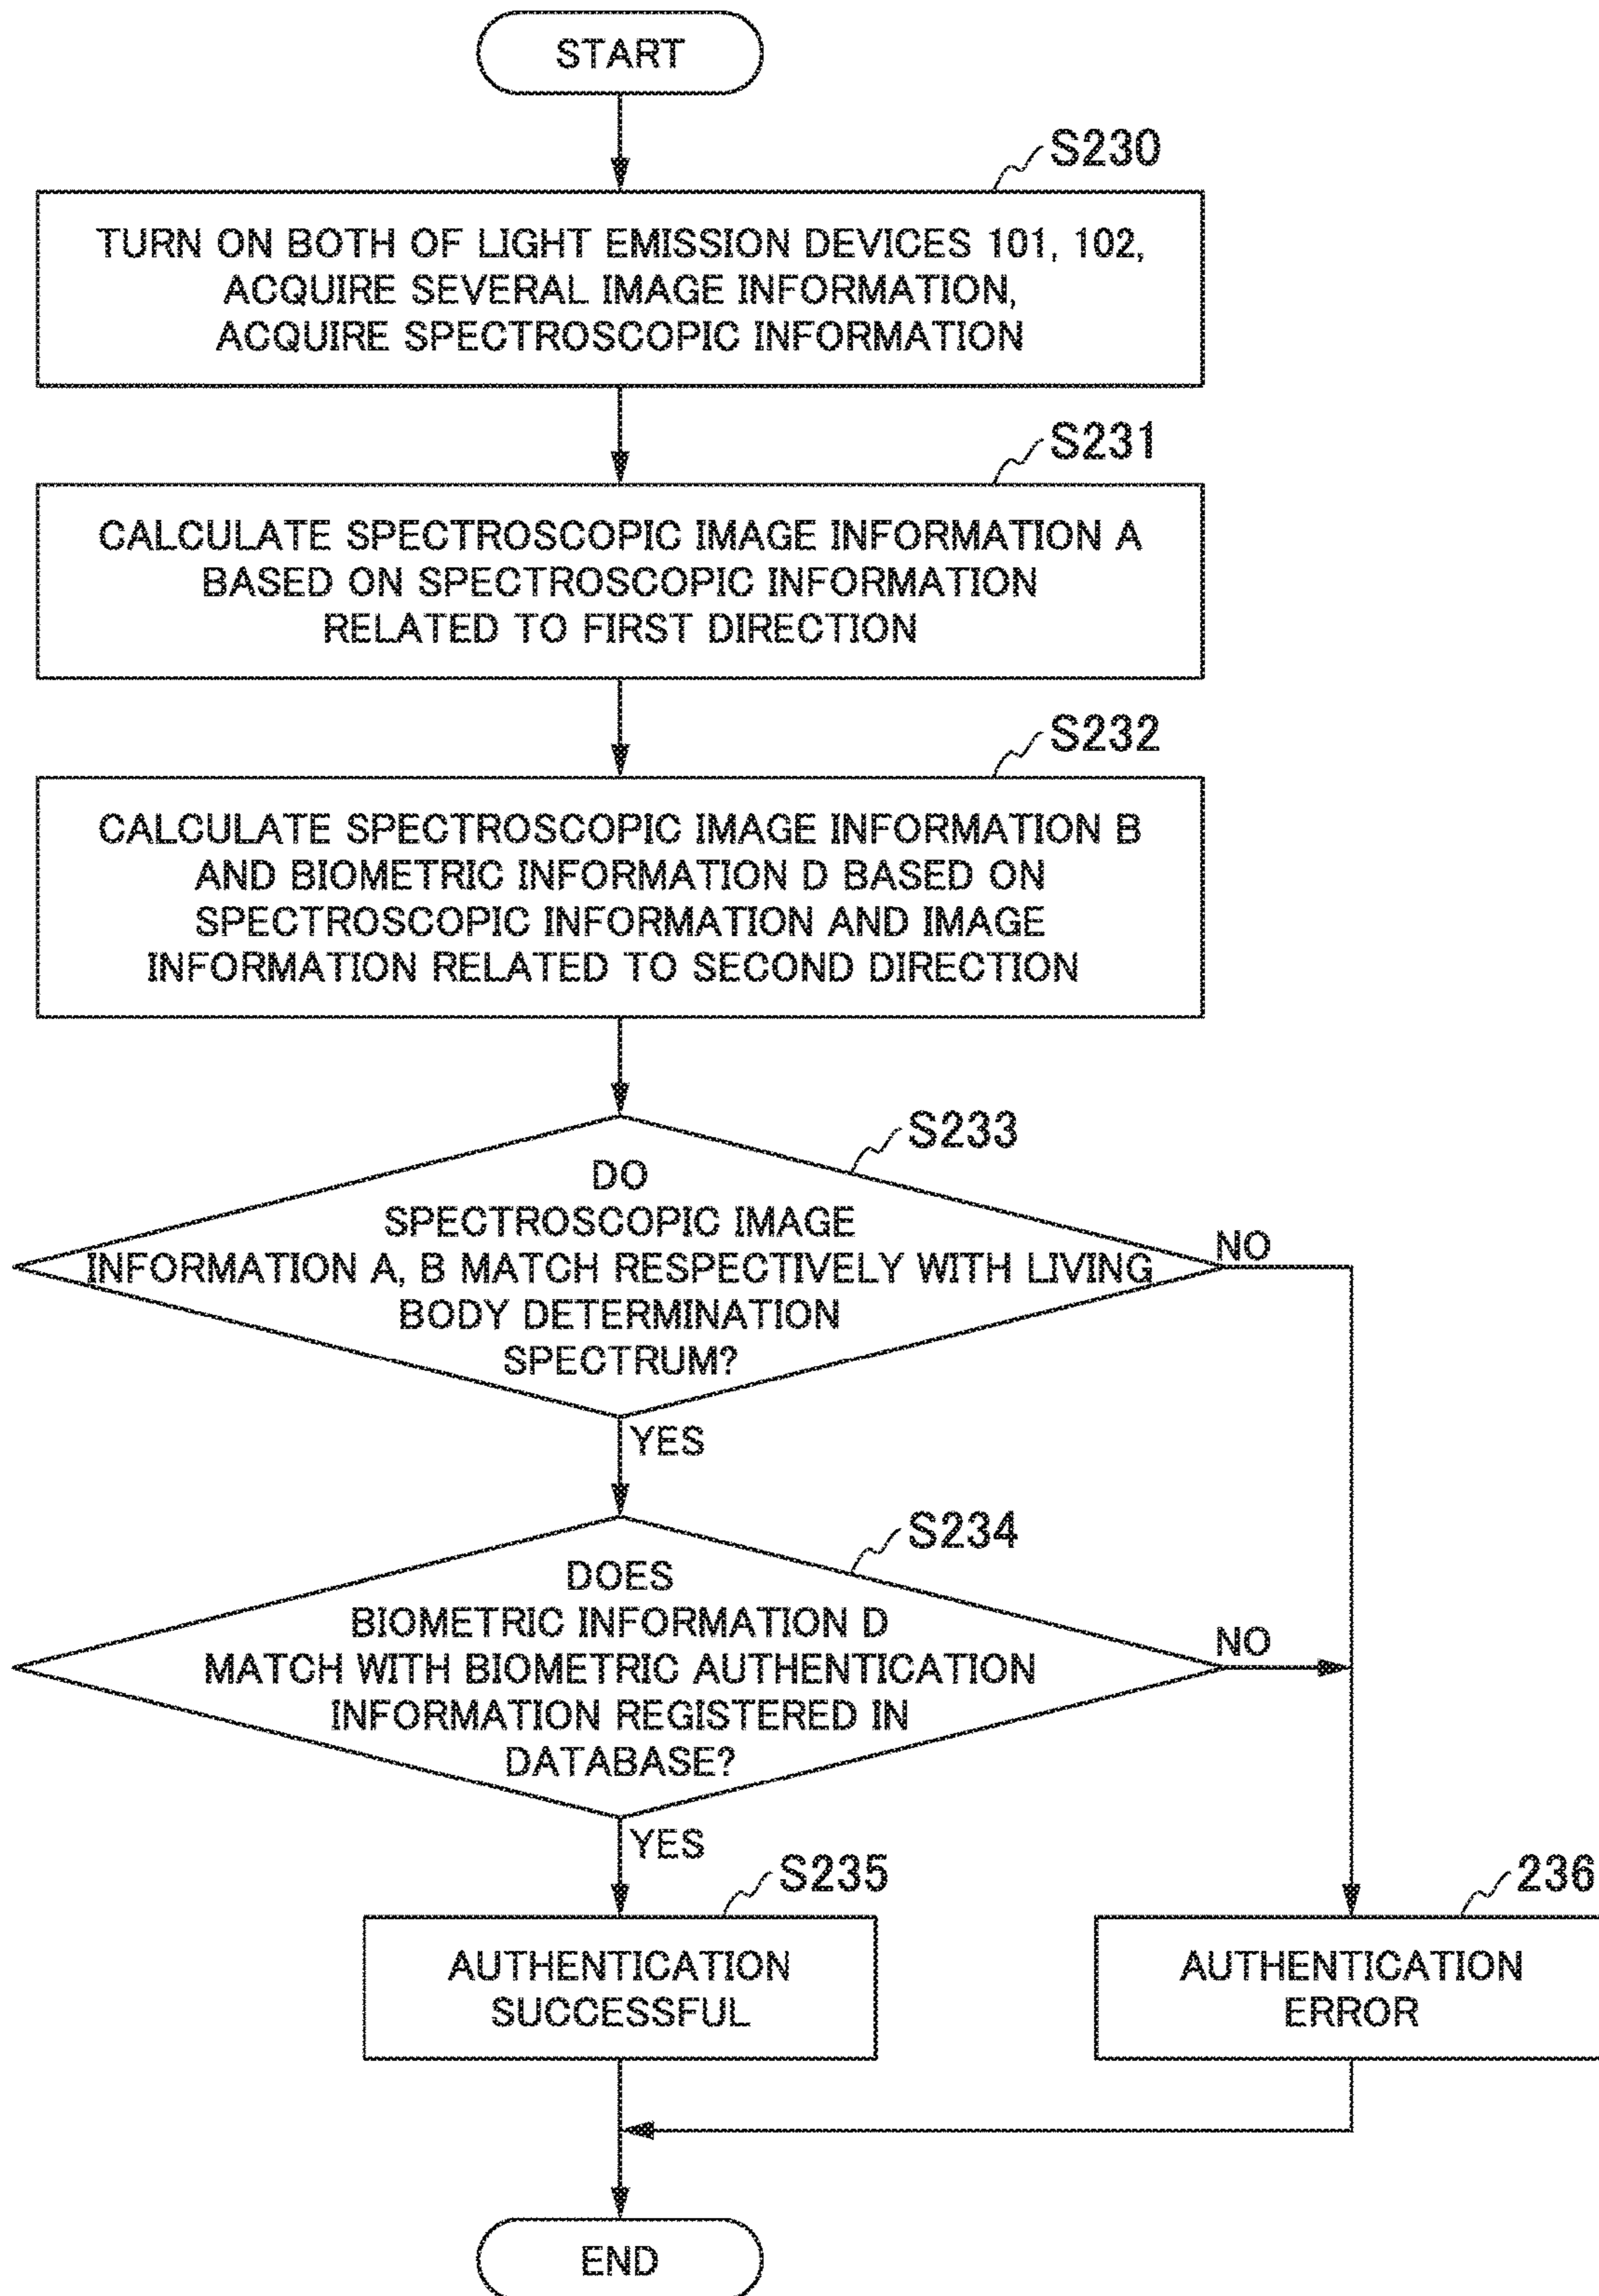 START
S230
TURN ON BOTH OF LIGHT EMISSION DEVICES 101, 102,
ACQUIRE SEVERAL IMAGE INFORMATION,
ACQUIRE SPECTROSCOPIC INFORMATION
S231
CALCULATE SPECTROSCOPIC IMAGE INFORMATION A
BASED ON SPECTROSCOPIC INFORMATION
RELATED TO FIRST DIRECTION
S232
CALCULATE SPECTROSCOPIC IMAGE INFORMATION B
AND BIOMETRIC INFORMATION D BASED ON
SPECTROSCOPIC INFORMATION AND IMAGE
INFORMATION RELATED TO SECOND DIRECTION
S233
DO
SPECTROSCOPIC IMAGE
INFORMATION A, B MATCH RESPECTIVELY WITH LIVING
BODY DETERMINATION
SPECTRUM?
NO
YES
S234
DOES
BIOMETRIC INFORMATION D
MATCH WITH BIOMETRIC AUTHENTICATION
INFORMATION REGISTERED IN
DATABASE?
NO
YES
S235
AUTHENTICATION
SUCCESSFUL
236
AUTHENTICATION
ERROR
END